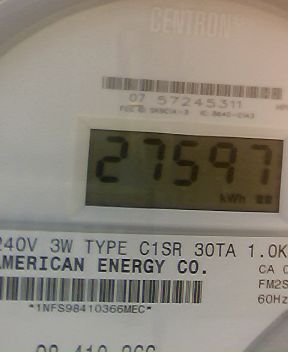 CENTRON
07 57245311
27597
kWh
240V 3W TYPE C1SR 30TA 1.0K
AMERICAN ENERGY CO.
CA 0
FM2S
60Hz
*1NFS98410366MEC*